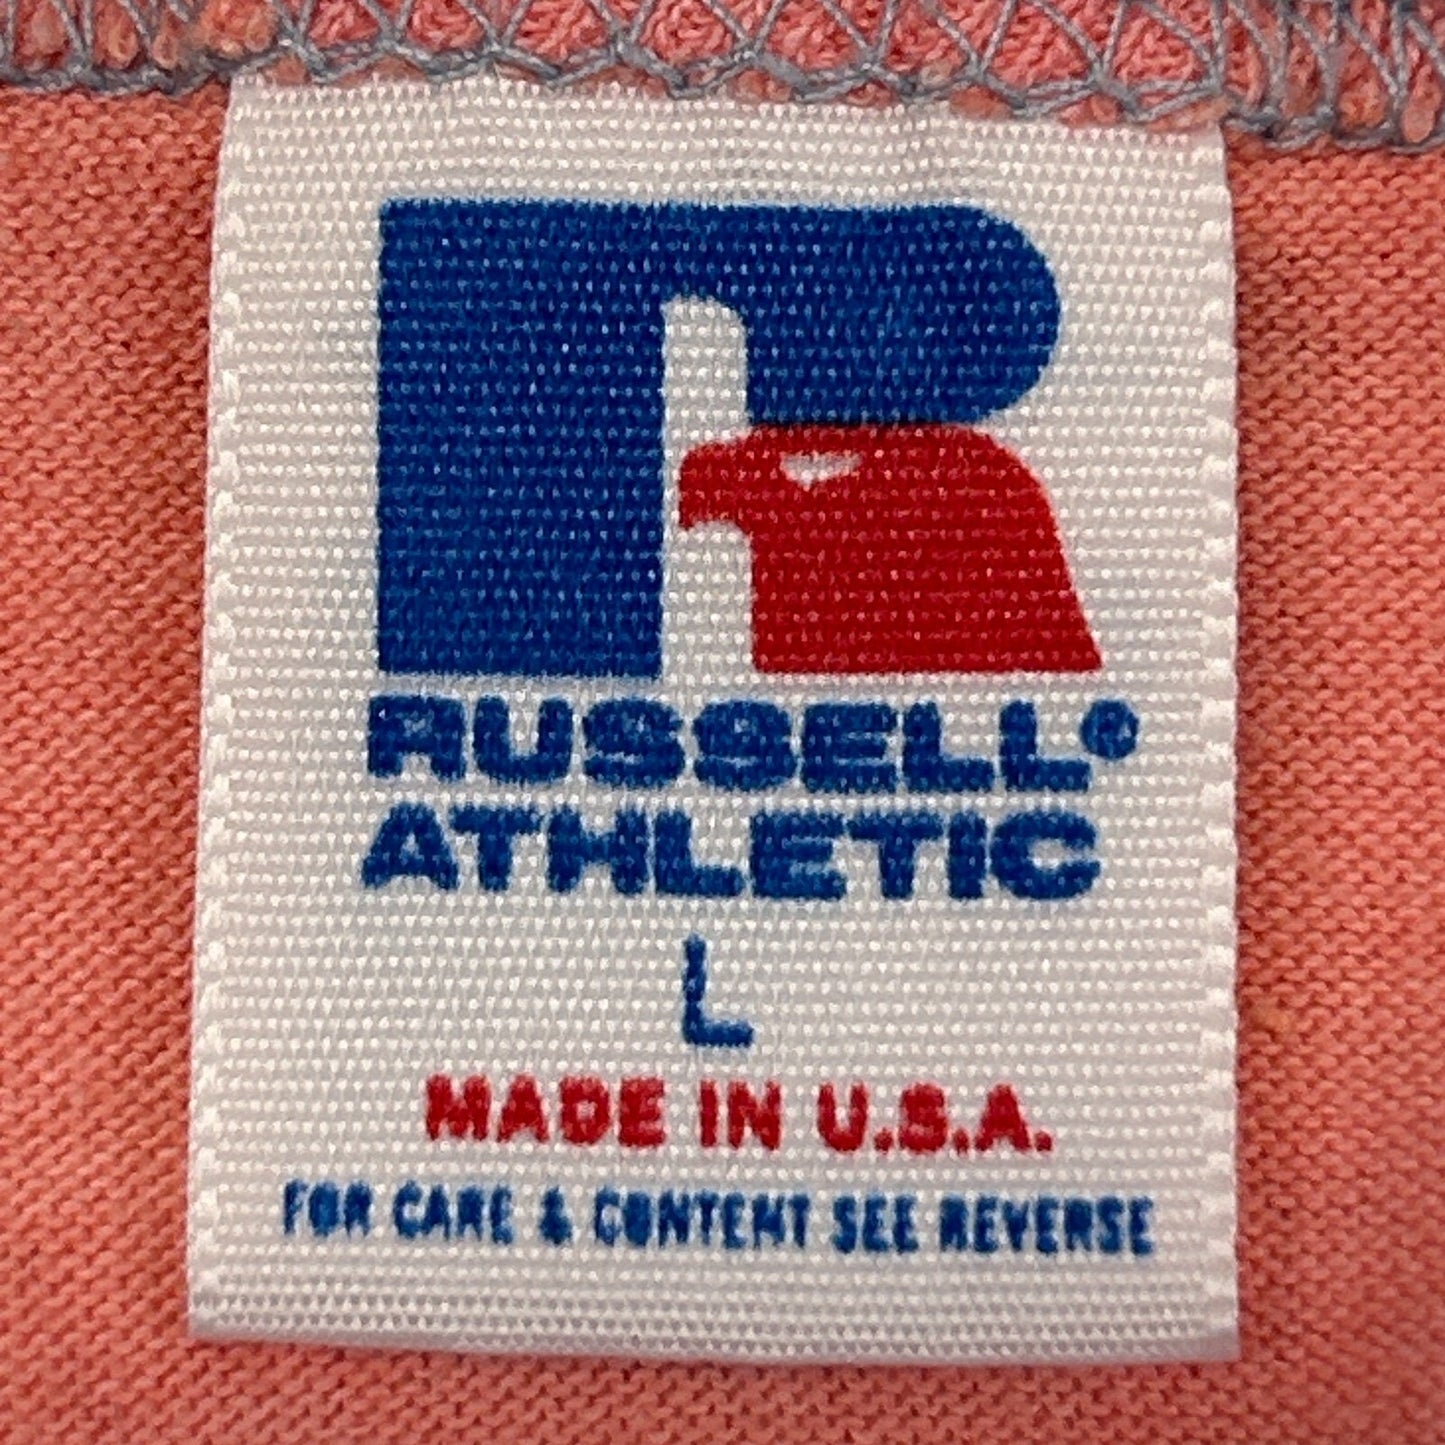 RUSSELL®
ATHLETIC
L
MADE IN U.S.A.
FOR CARE & CONTENT SEE REVERSE